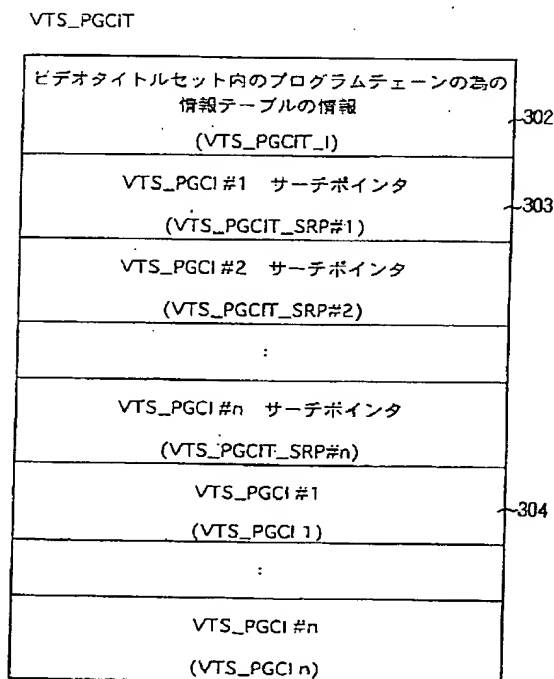 VTS_PGCIT
ビデオタイトルセット内のプログラムチェーンの為の
情報テーブルの情報
(VTS_PGCIT_I)
302
VTS_PGCI #1 サーチポインタ
(VTS_PGCIT_SRP#1)
303
VTS_PGCI #2 サーチポインタ
(VTS_PGCIT_SRP#2)
:
VTS_PGCI #n サーチポインタ
(VTS_PGCIT_SRP#n)
VTS_PGCI #1
(VTS_PGCI 1)
304
:
VTS_PGCI #n
(VTS_PGCI n)